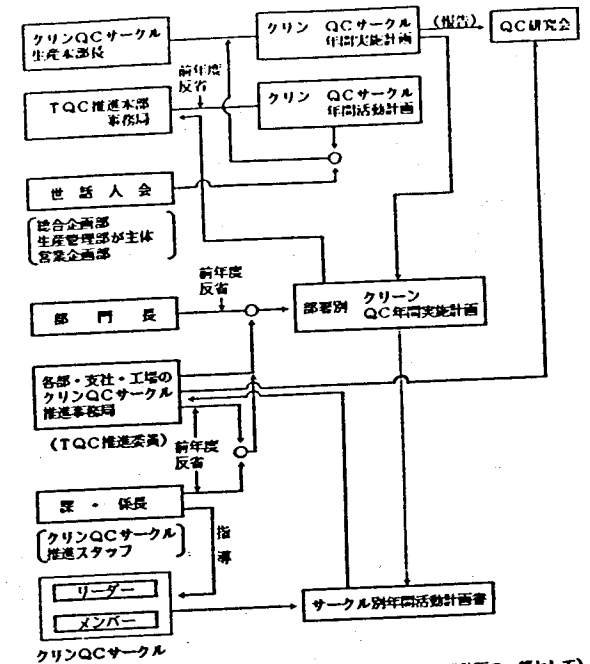 クリンQCサークル
生産本部長
クリン QCサークル
年間実施計画
(報告)
QC研究会
前年度
反省
TQC推進本部
事務局
クリン QCサークル
年間活動計画
世話人会
総合企画部
生産管理部が主体
営業企画部
前年度
反省
部門長
部署別 クリーン
QC年間実施計画
各部・支社・工場の
クリンQCサークル
推進事務局
(TQC推進委員)
前年度
反省
課・係長
クリンQCサークル
推進スタッフ
指導
リーダー
メンバー
サークル別年間活動計画書
クリンQCサークル